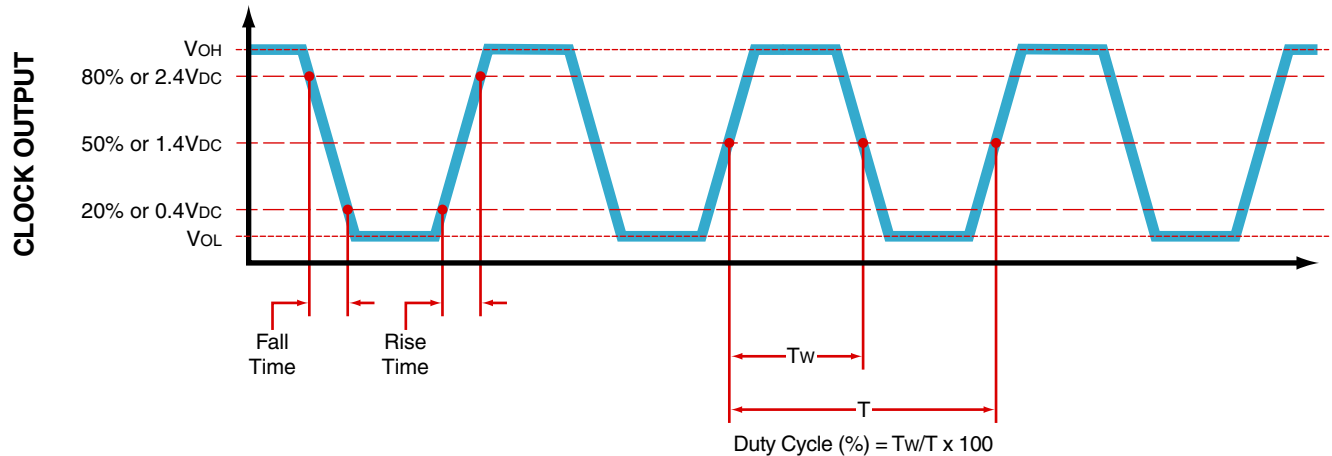 CLOCK OUTPUT
VOH
80% or 2.4VDC
50% or 1.4VDC
20% or 0.4VDC
VOL
Fall
Time
Rise
Time
TW
T
Duty Cycle (%) = TW/T x 100